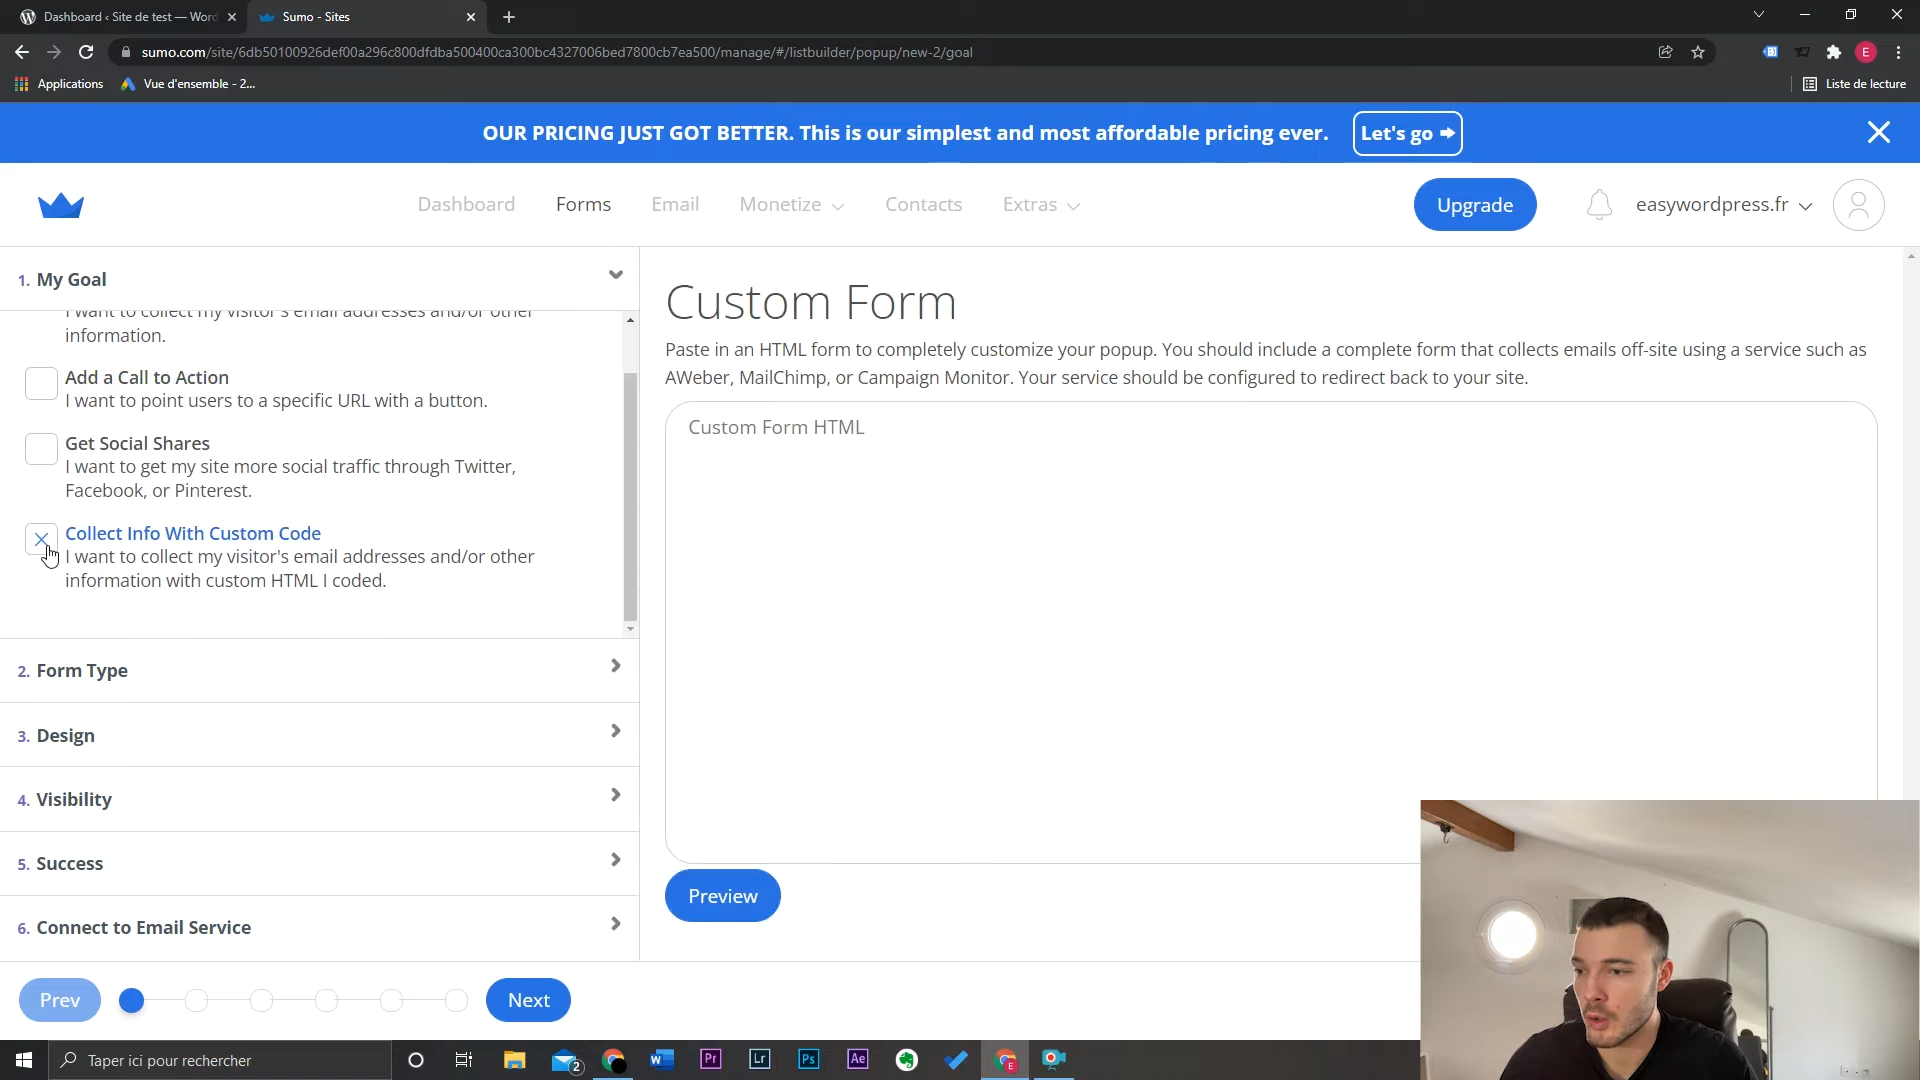 Dashboard ‹ Site de test — Word
Sumo - Sites
sumo.com/site/6db50100926def00a296c800dfdba500400ca300bc4327006bed7800cb7ea500/manage/#/listbuilder/popup/new-2/goal
E
Applications
Vue d'ensemble - 2...
Liste de lecture
OUR PRICING JUST GOT BETTER. This is our simplest and most affordable pricing ever.
Let's go
Dashboard
Forms
Email
Monetize
Contacts
Extras
Upgrade
easywordpress.fr
1. My Goal
I want to collect my visitor's email addresses and/or other
information.
Add a Call to Action
I want to point users to a specific URL with a button.
Get Social Shares
I want to get my site more social traffic through Twitter,
Facebook, or Pinterest.
Collect Info With Custom Code
I want to collect my visitor's email addresses and/or other
information with custom HTML I coded.
2. Form Type
3. Design
4. Visibility
5. Success
6. Connect to Email Service
Prev
Next
Custom Form
Paste in an HTML form to completely customize your popup. You should include a complete form that collects emails off-site using a service such as
AWeber, MailChimp, or Campaign Monitor. Your service should be configured to redirect back to your site.
Custom Form HTML
Preview
Taper ici pour rechercher
2
W
Pr
Lr
Ps
Ae
E